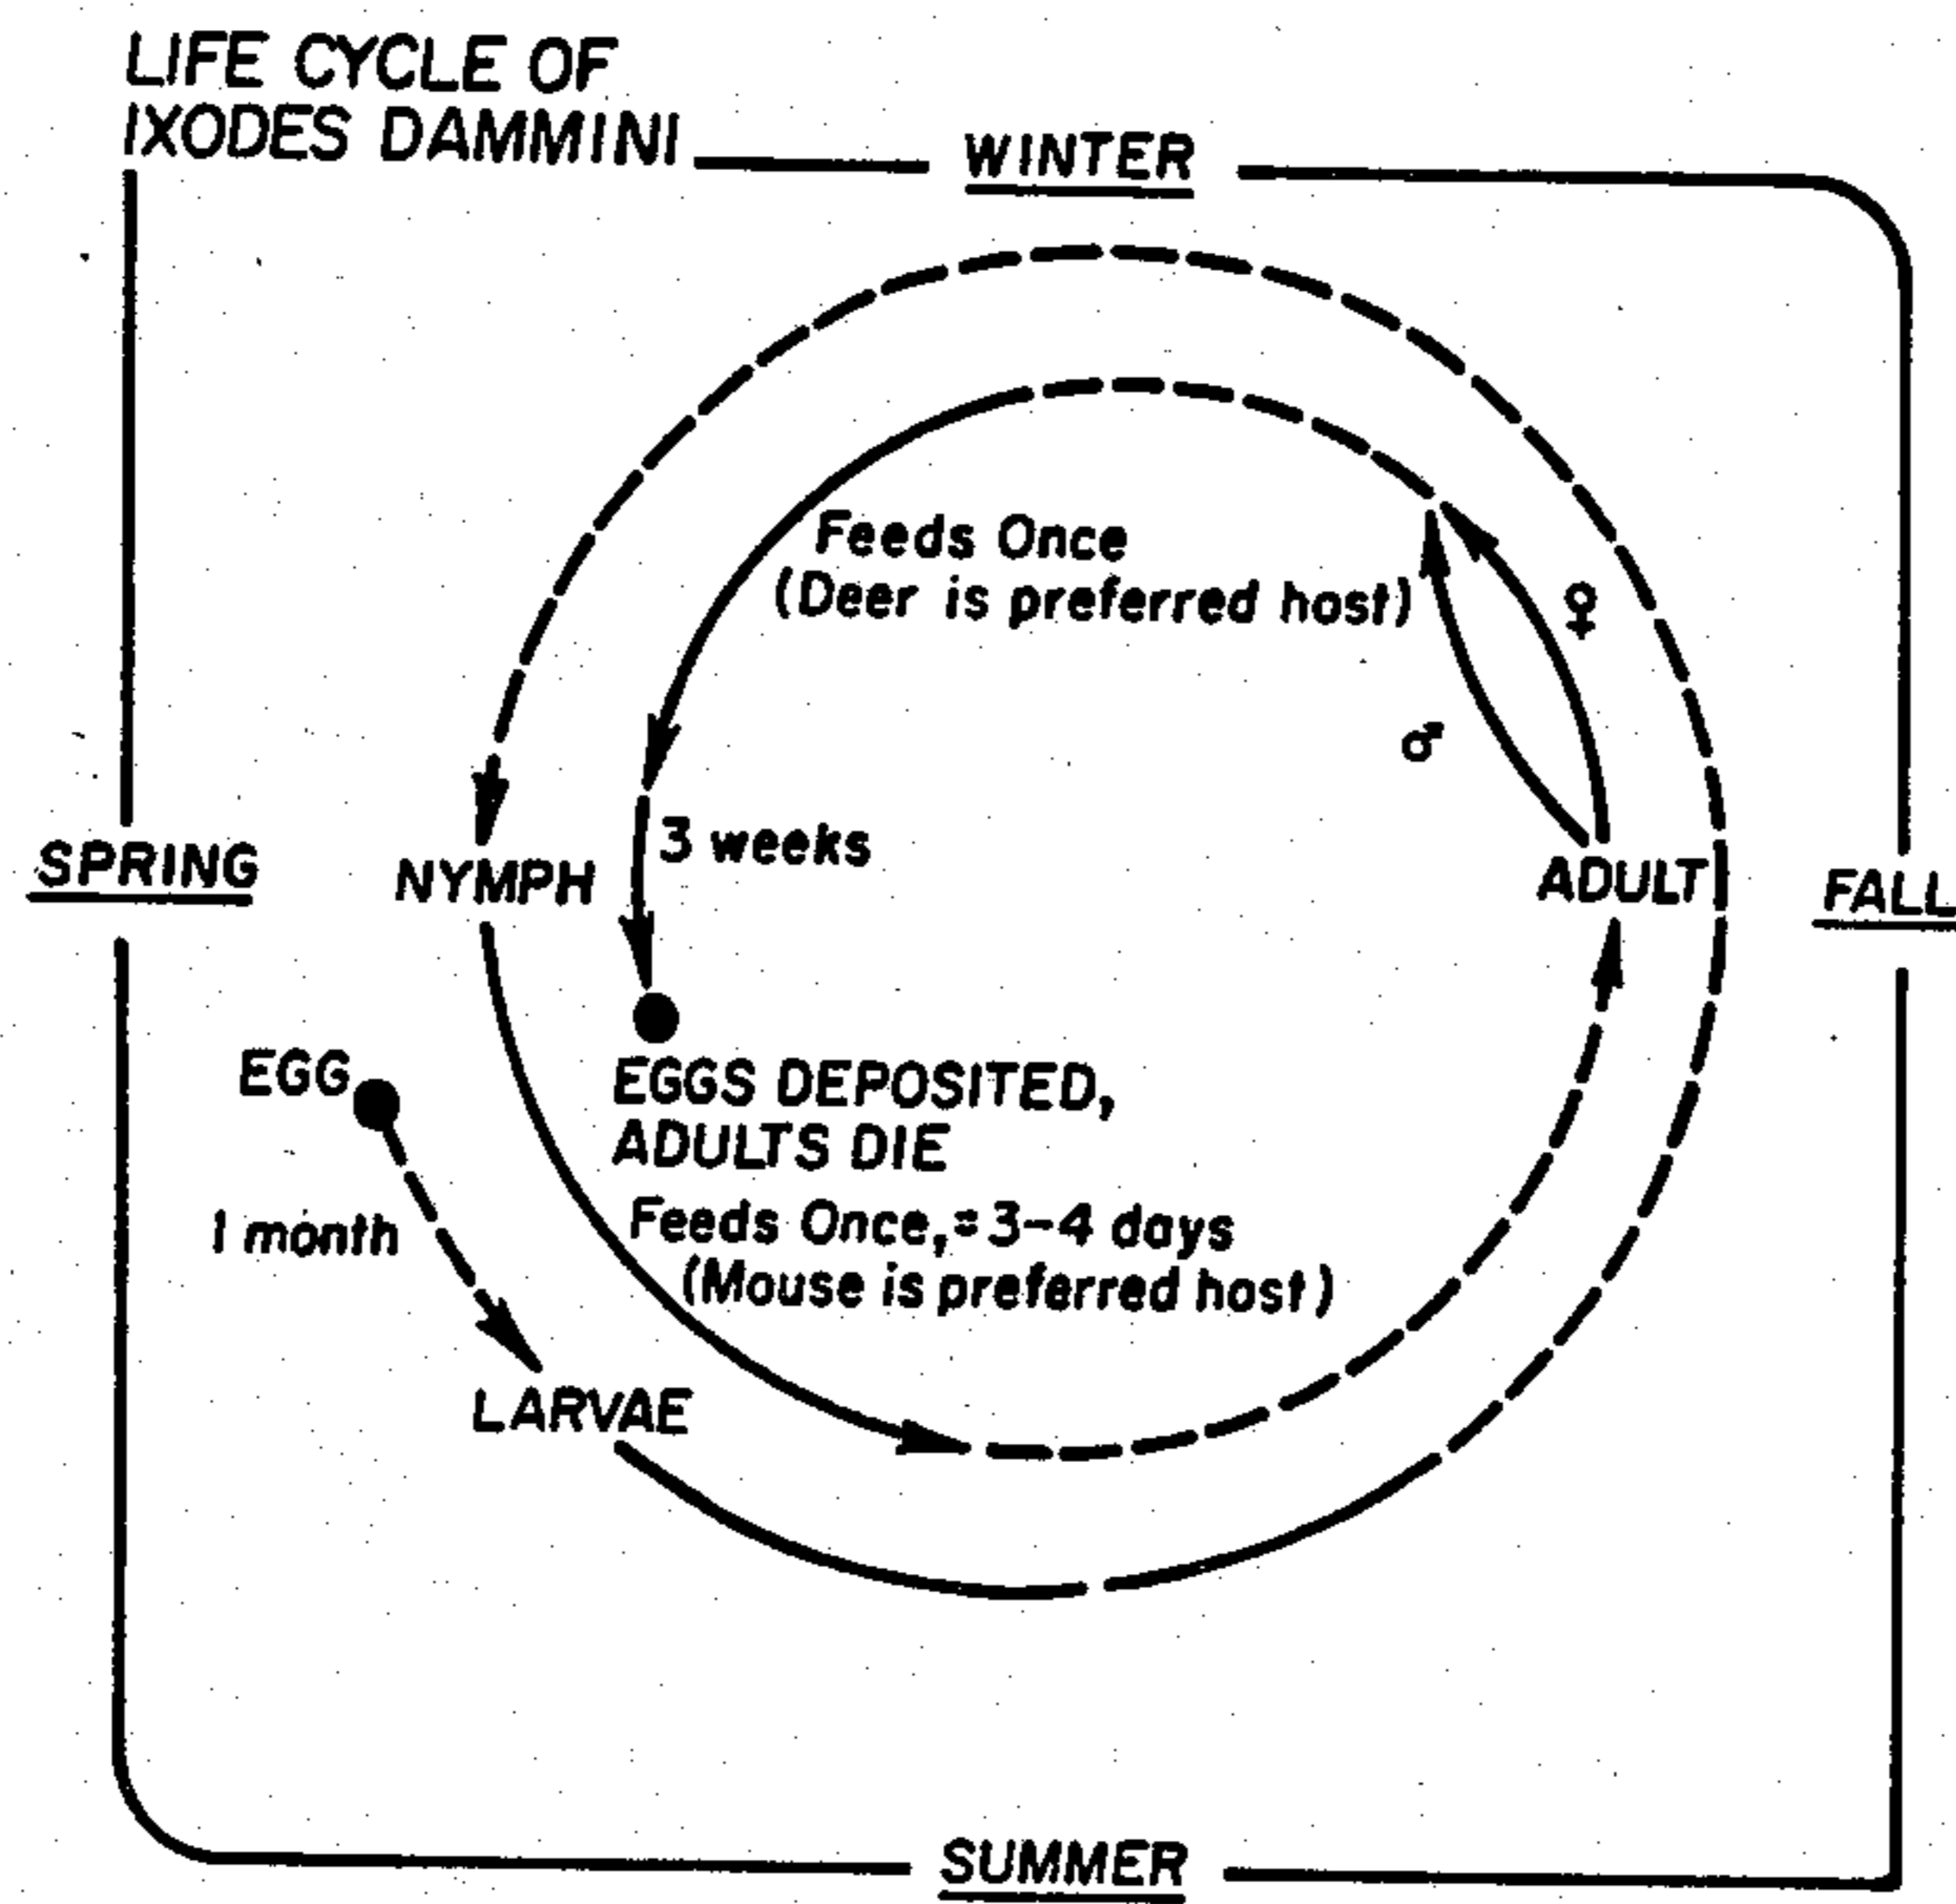 LIFE CYCLE OF
IXODES DAMMINI
WINTER
Feeds Once
(Deer is preferred host)
♀
♂
3 weeks
SPRING
NYMPH
ADULT
FALL
EGG
EGGS DEPOSITED,
ADULTS DIE
1 month
Feeds Once,≈3-4 days
(Mouse is preferred host)
LARVAE
SUMMER